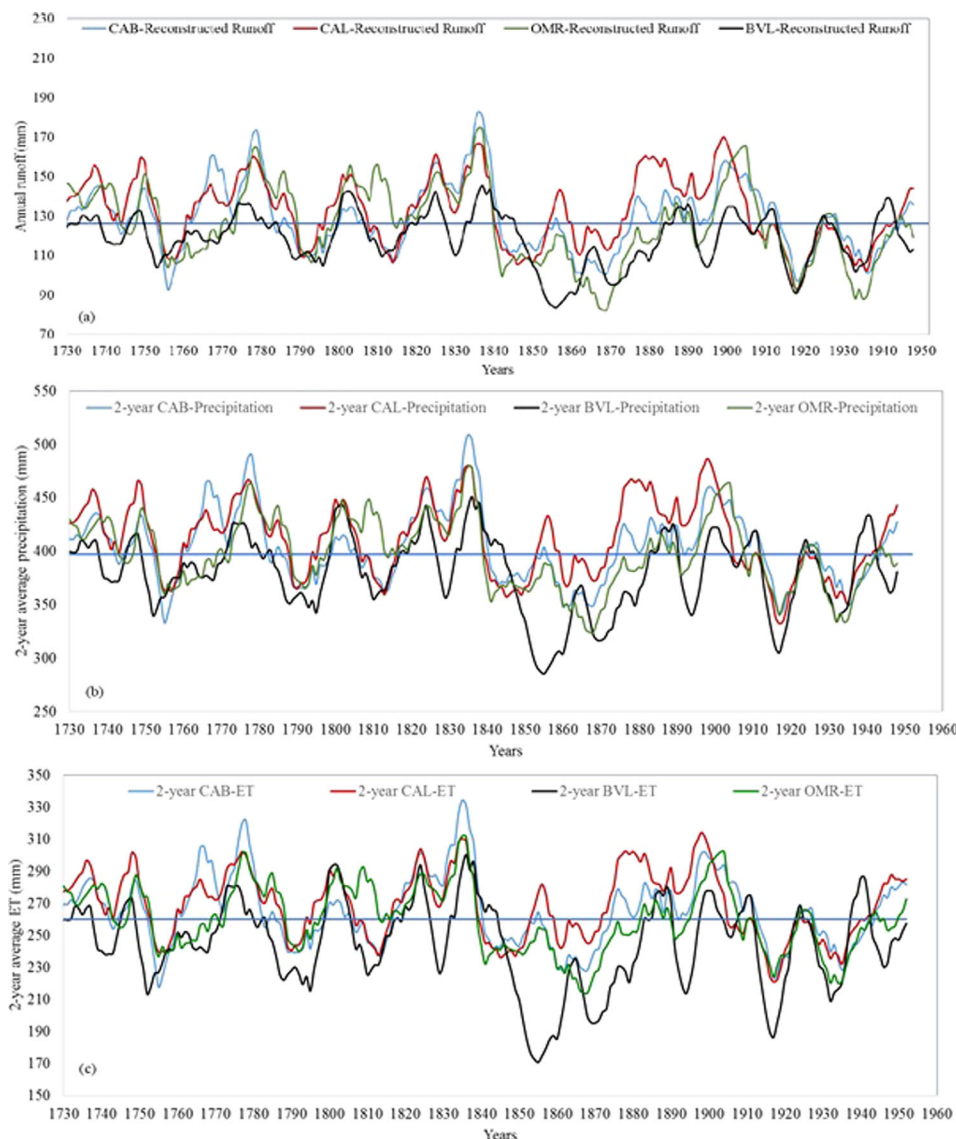 230
CAB-Reconstructed Runoff CAL-Reconstructed Runoff OMR-Reconstructed Runoff BVL-Reconstructed Runoff
210
190
170
150
130
110
90
70
Annual runoff (mm)
(a)
1730 1740 1750 1760 1770 1780 1790 1800 1810 1820 1830 1840 1850 1860 1870 1880 1890 1900 1910 1920 1930 1910 1950
Years
550
2-year CAB-Precipitation 2-year CAL-Precipitation 2-year BVL-Precipitation 2-year OMR-Precipitation
500
450
400
350
300
250
2-year average precipitation (mm)
(b)
1730 1740 1750 1760 1770 1780 1790 1800 1810 1820 1830 1840 1850 1860 1870 1880 1890 1900 1910 1920 1930 1940 1950 1960
Years
350
2-year CAB-ET 2-year CAL-ET 2-year BVL-ET 2-year OMR-ET
330
310
290
270
250
230
210
190
170
150
2-year average ET (mm)
(c)
1730 1740 1750 1760 1770 1780 1790 1800 1810 1820 1830 1840 1850 1860 1870 1880 1890 1900 1910 1920 1930 1940 1950 1960
Years